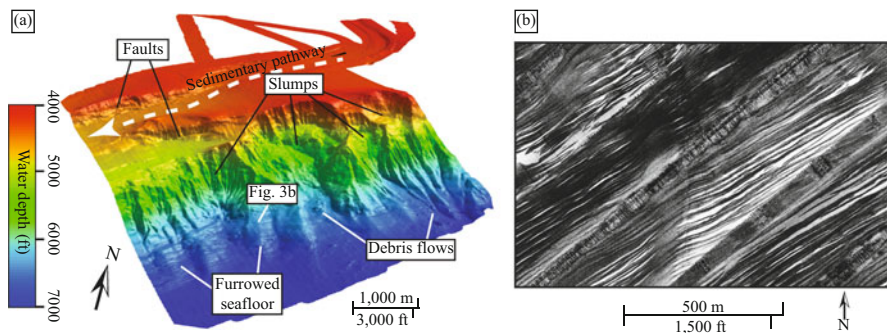 (a)
Faults
Sedimentary pathway
Slumps
4000
5000
6000
7000
Water depth (ft)
Fig. 3b
Debris flows
Furrowed
seafloor
N
1,000 m
3,000 ft
(b)
500 m
1,500 ft
N